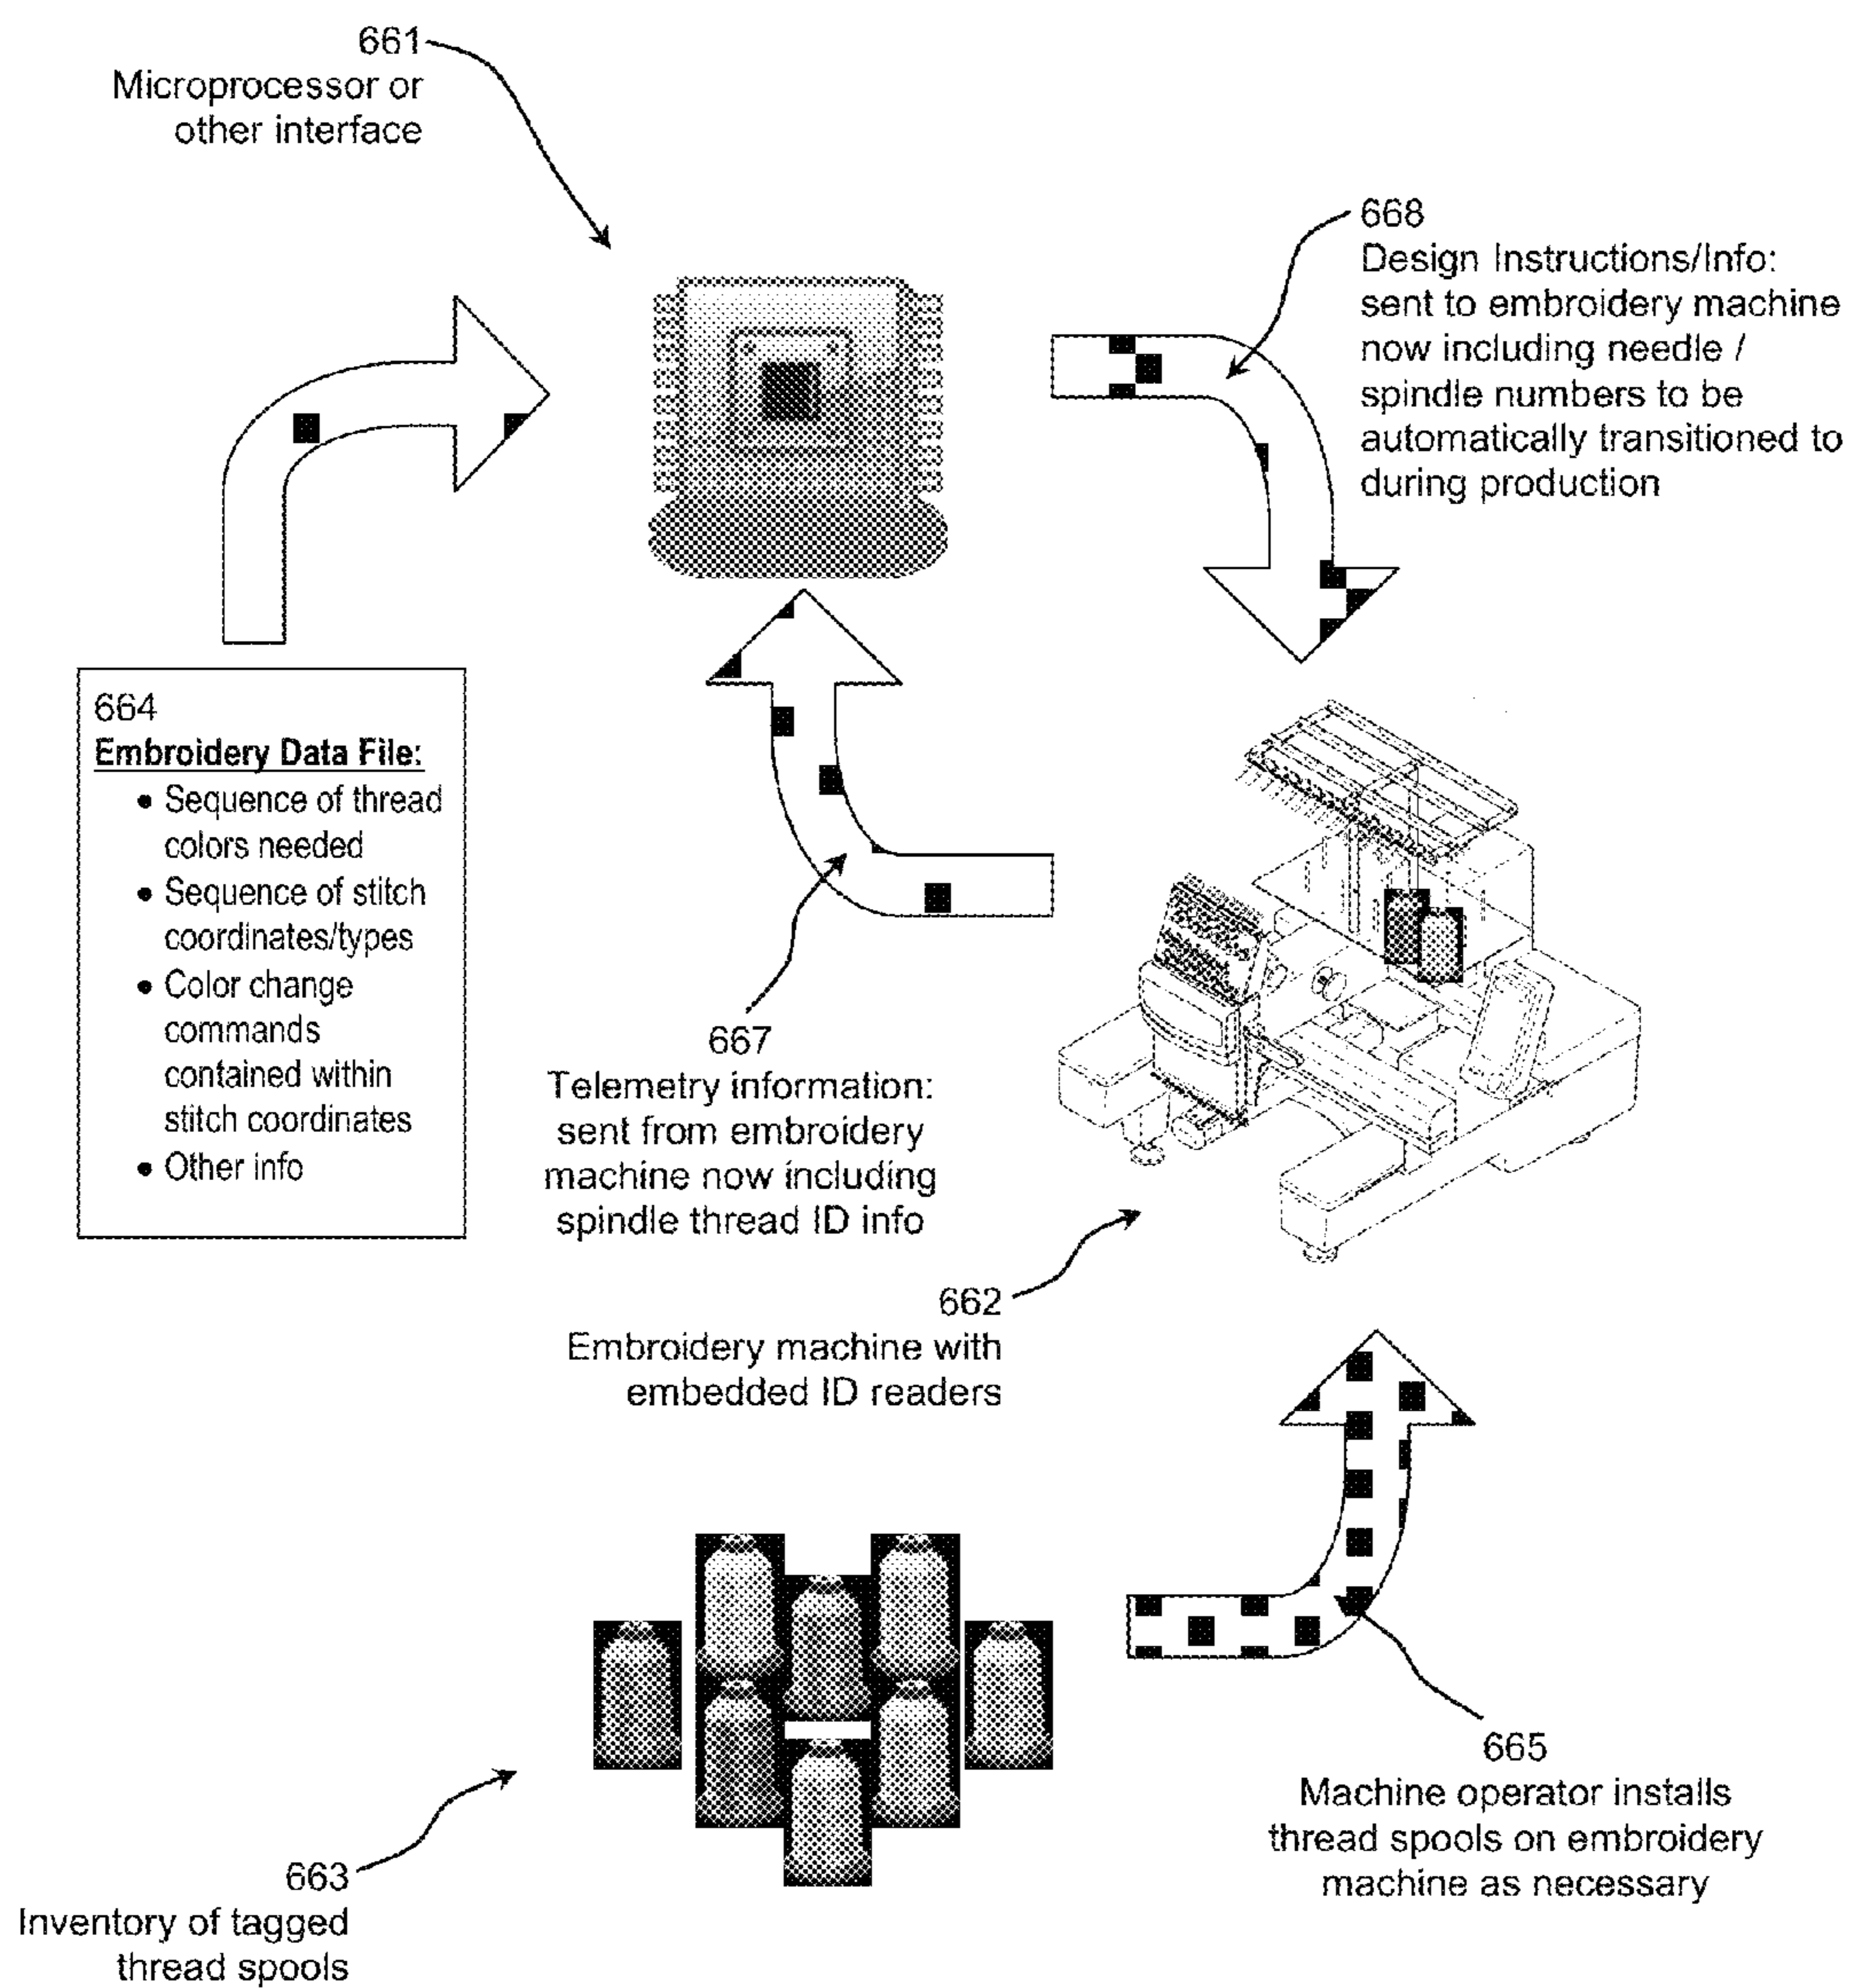 661
Microprocessor or
other interface
668
Design Instructions/Info:
sent to embroidery machine
now including needle /
spindle numbers to be
automatically transitioned to
during production
664
Embroidery Data File:
• Sequence of thread
colors needed
• Sequence of stitch
coordinates/types
• Color change
commands
contained within
stitch coordinates
• Other info
667
Telemetry information:
sent from embroidery
machine now including
spindle thread ID info
662
Embroidery machine with
embedded ID readers
665
Machine operator installs
thread spools on embroidery
machine as necessary
663
Inventory of tagged
thread spools